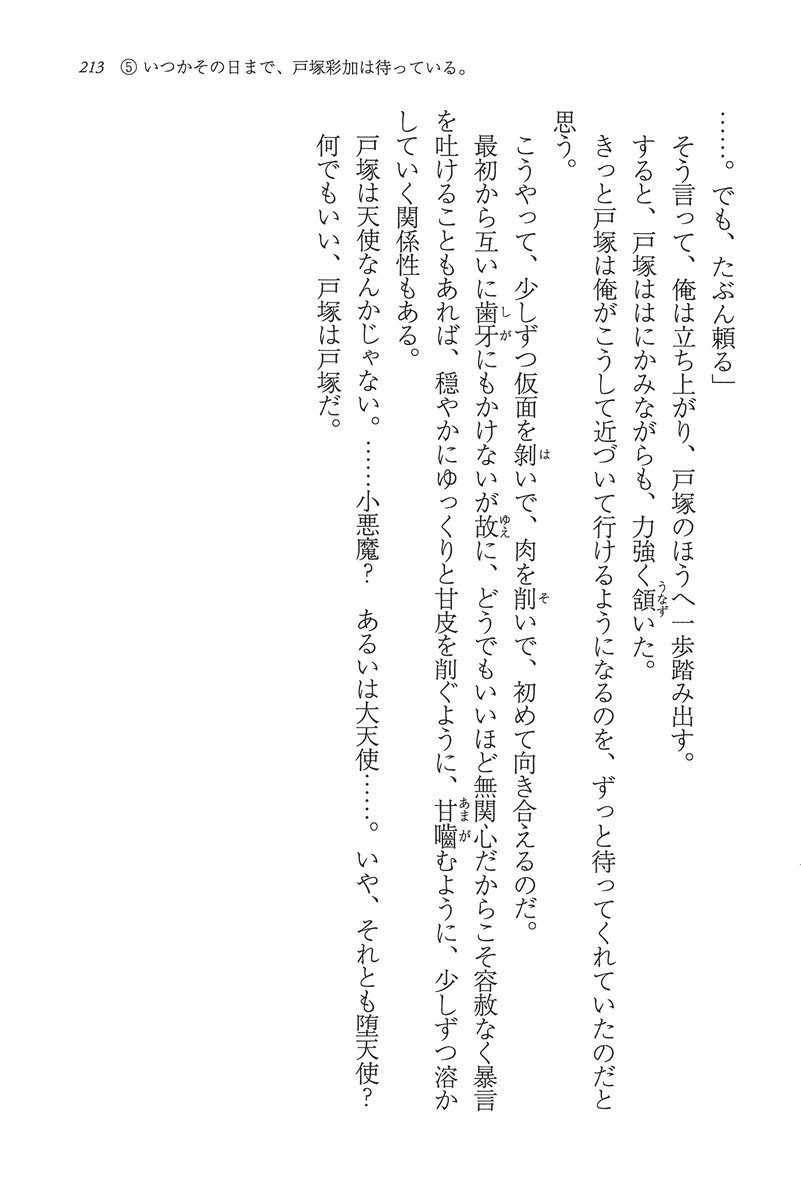 213 ⑤いつかその日まで、戸塚彩加は待っている。
……。でも、たぶん頼る」
そう言って、俺は立ち上がり、戸塚のほうへ一歩踏み出す。
すると、戸塚ははにかみながらも、力強く頷いた。
きっと戸塚は俺がこうして近づいて行けるようになるのを、ずっと待ってくれていたのだと
思う。
こうやって、少しずつ仮面を剝いで、肉を削いで、初めて向き合えるのだ。
最初から互いに歯牙にもかけないが故に、どうでもいいほど無関心だからこそ容赦なく暴言
を吐けることもあれば、穏やかにゆっくりと甘皮を削ぐように、甘嚙むように、少しずつ溶か
していく関係性もある。
戸塚は天使なんかじゃない。……小悪魔?　あるいは大天使……。いや、それとも堕天使?
何でもいい、戸塚は戸塚だ。